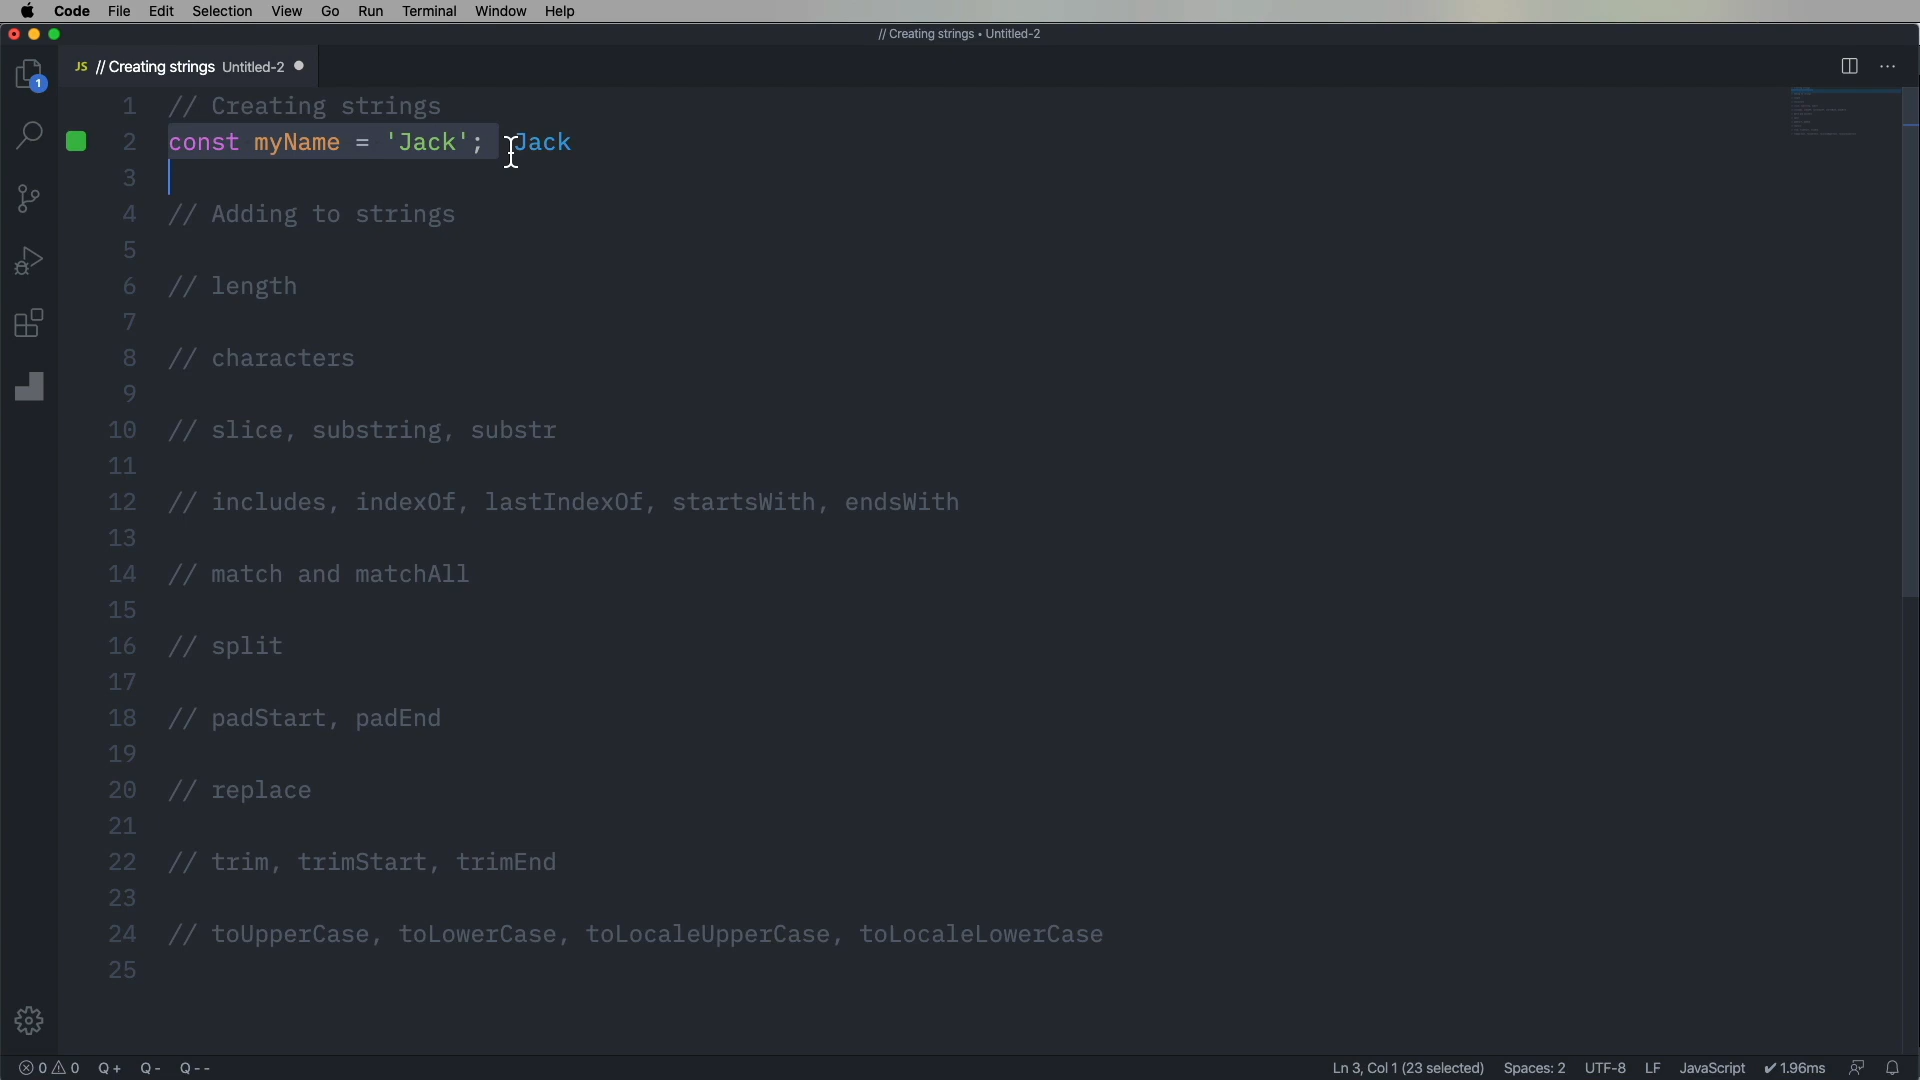 Code File Edit Selection View Go Run Terminal Window Help
// Creating strings • Untitled-2
JS // Creating strings Untitled-2
1
1 // Creating strings
2 const myName = 'Jack'; Jack
3
4 // Adding to strings
5
6 // length
7
8 // characters
9
10 // slice, substring, substr
11
12 // includes, indexOf, lastIndexOf, startsWith, endsWith
13
14 // match and matchAll
15
16 // split
17
18 // padStart, padEnd
19
20 // replace
21
22 // trim, trimStart, trimEnd
23
24 // toUpperCase, toLowerCase, toLocaleUpperCase, toLocaleLowerCase
25
0 0 Q + Q - Q - - Ln 3, Col 1 (23 selected) Spaces: 2 UTF-8 LF JavaScript ✔ 1.96ms